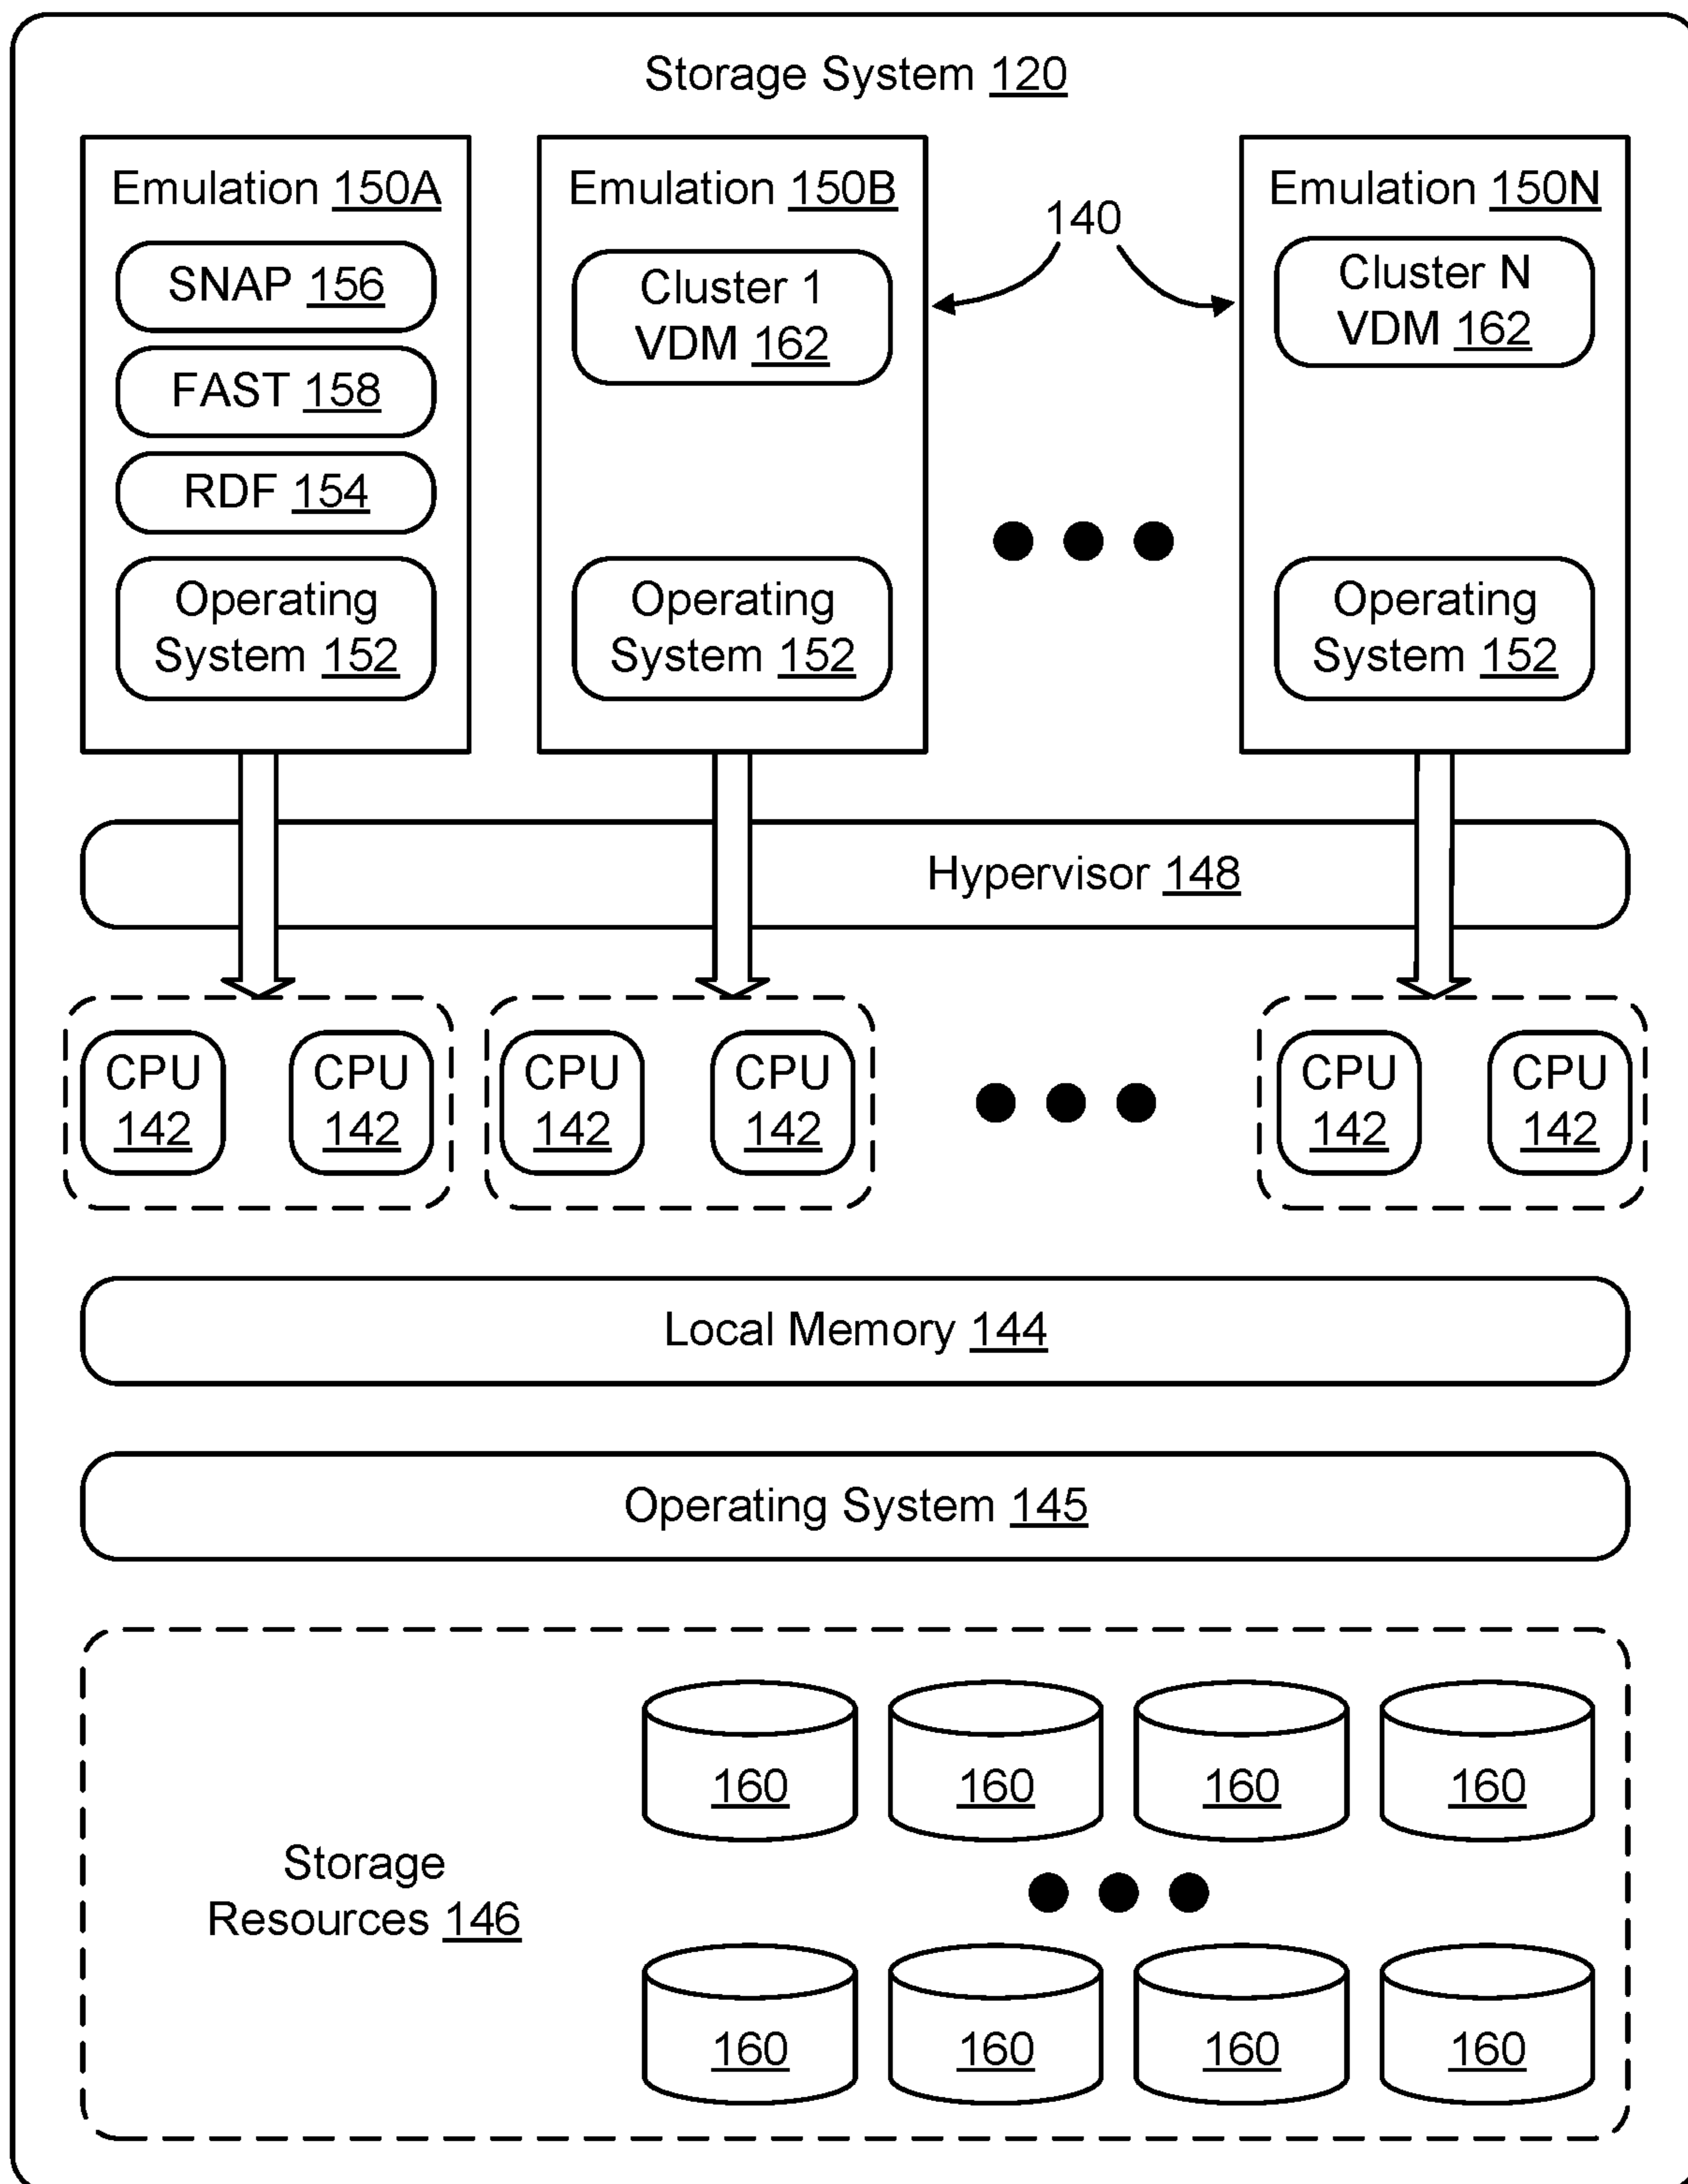 Storage System 120
Emulation 150A
SNAP 156
FAST 158
RDF 154
Operating
System 152
Emulation 150B
Cluster 1
VDM 162
Operating
System 152
140
Emulation 150N
Cluster N
VDM 162
Operating
System 152
Hypervisor 148
CPU
142
CPU
142
CPU
142
CPU
142
CPU
142
CPU
142
Local Memory 144
Operating System 145
Storage
Resources 146
160
160
160
160
160
160
160
160